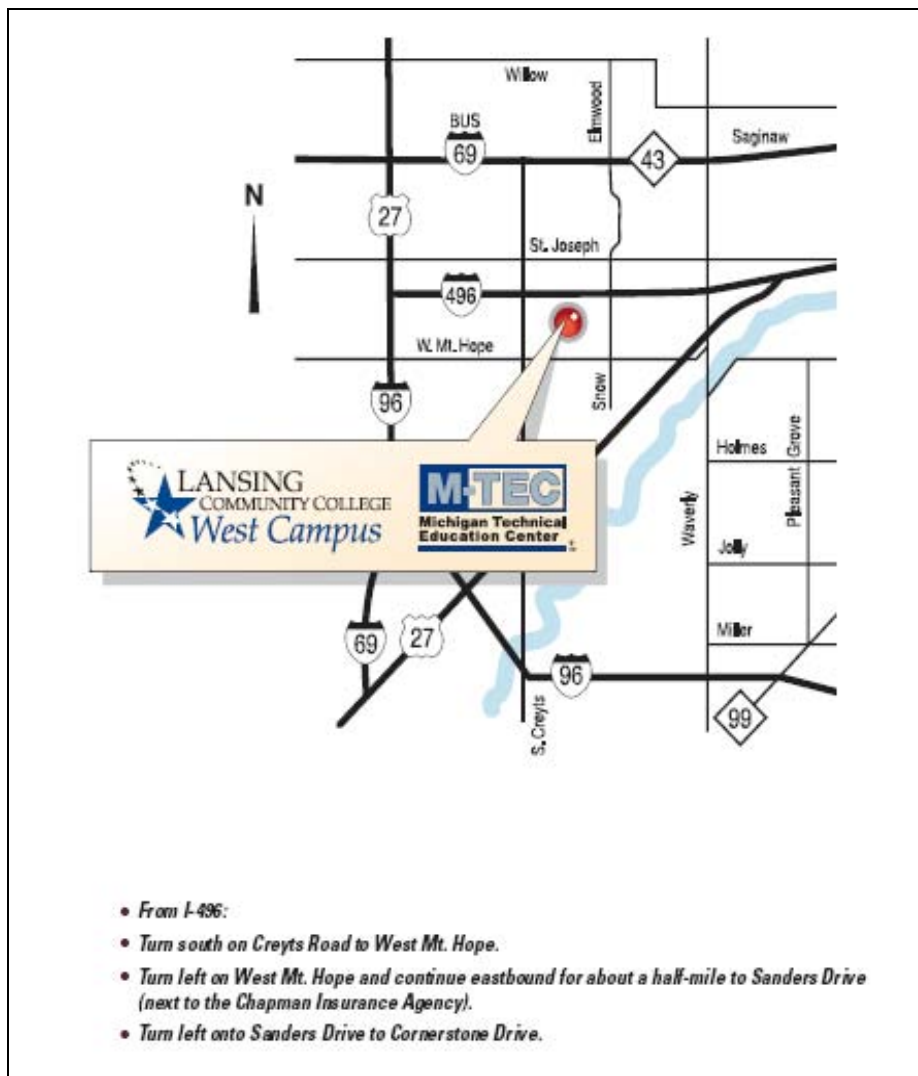 Willow
Elmwood
BUS
69
43
Saginaw
N
27
St. Joseph
496
W. Mt. Hope
Snow
96
Holmes
Pleasant Grove
LANSING
COMMUNITY COLLEGE
West Campus
M-TEC
Michigan Technical
Education Center
Waverly
Jolly
Miller
69
27
96
99
S. Creyts
• From I-496:
• Turn south on Creyts Road to West Mt. Hope.
• Turn left on West Mt. Hope and continue eastbound for about a half-mile to Sanders Drive
(next to the Chapman Insurance Agency).
• Turn left onto Sanders Drive to Cornerstone Drive.